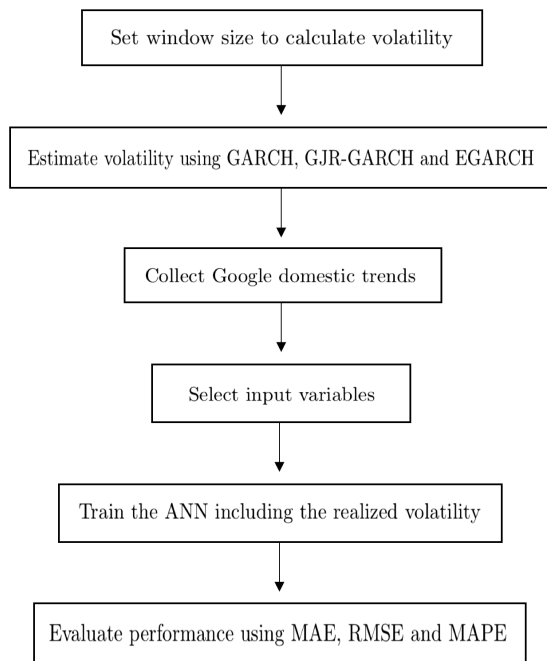 Set window size to calculate volatility
Estimate volatility using GARCH, GJR-GARCH and EGARCH
Collect Google domestic trends
Select input variables
Train the ANN including the realized volatility
Evaluate performance using MAE, RMSE and MAPE